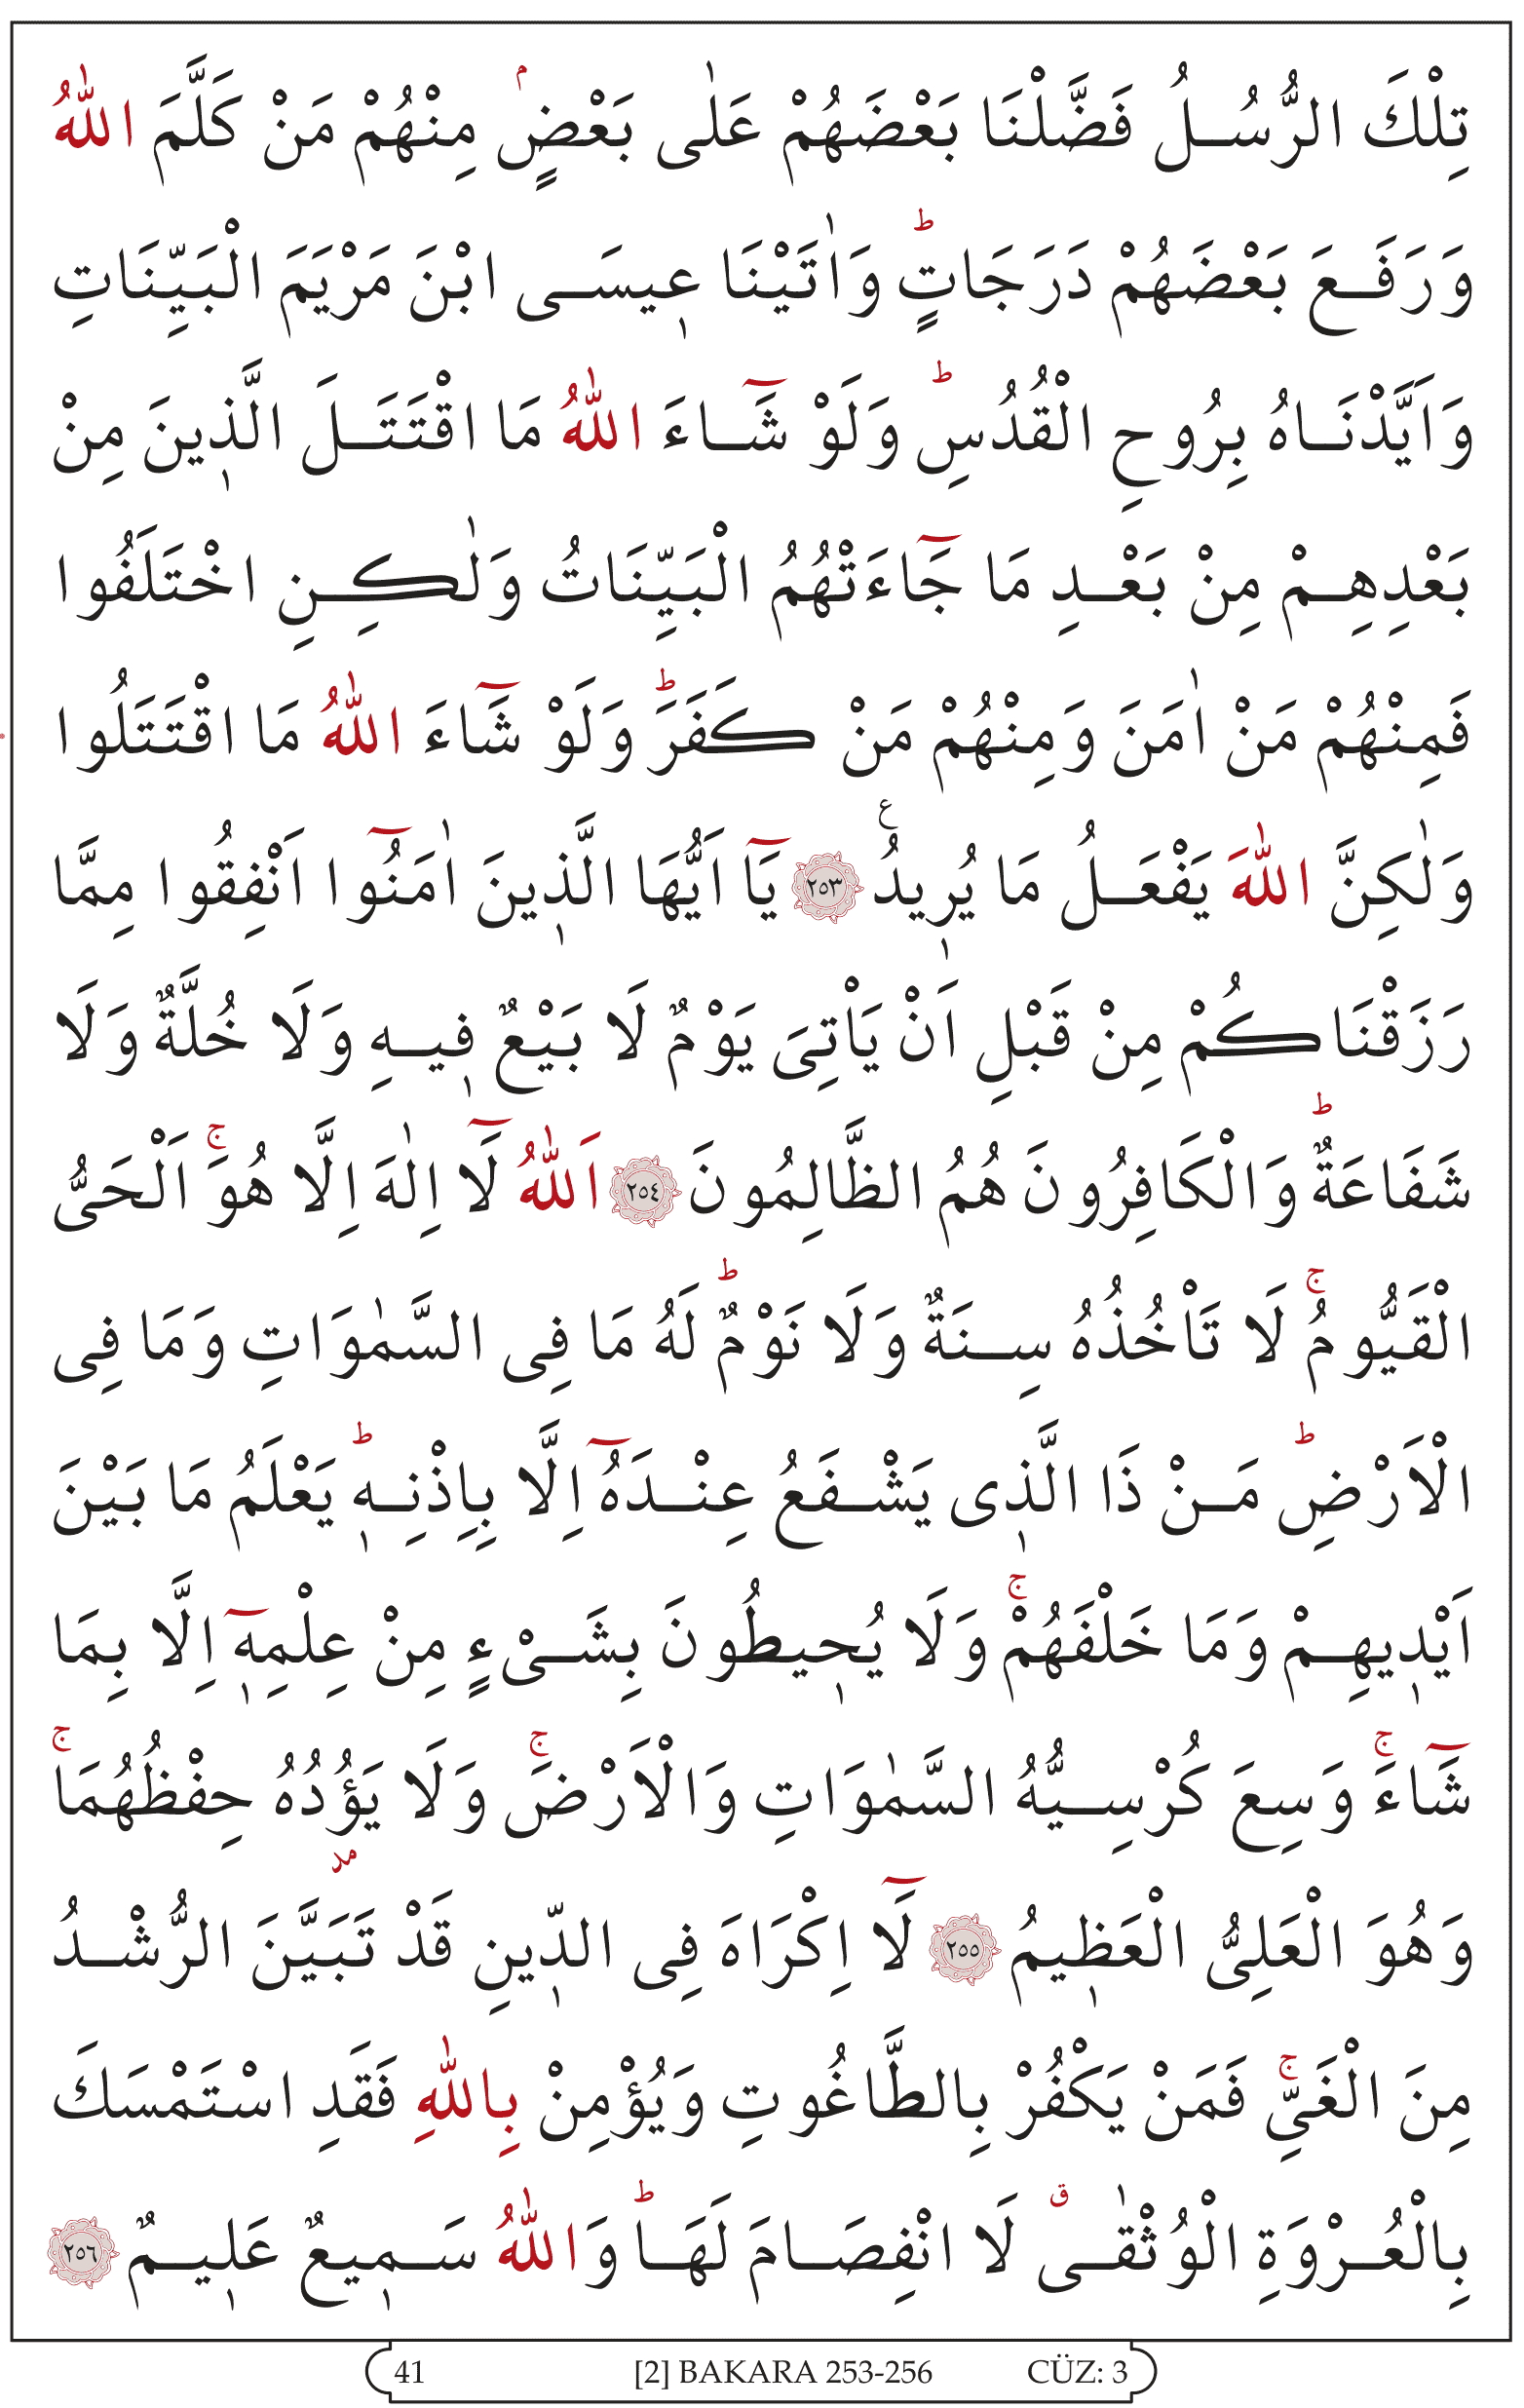 تِلْكَ الرُّسُلُ فَضَّلْنَا بَعْضَهُمْ عَلٰى بَعْضٍۢ مِنْهُمْ مَنْ كَلَّمَ اللّٰهُ
وَرَفَعَ بَعْضَهُمْ دَرَجَاتٍۜ وَاٰتَيْنَا ع۪يسَى ابْنَ مَرْيَمَ الْبَيِّنَاتِ
وَاَيَّدْنَاهُ بِرُوحِ الْقُدُسِۜ وَلَوْ شَٓاءَ اللّٰهُ مَا اقْتَتَلَ الَّذ۪ينَ مِنْ
بَعْدِهِمْ مِنْ بَعْدِ مَا جَٓاءَتْهُمُ الْبَيِّنَاتُ وَلٰكِنِ اخْتَلَفُوا
فَمِنْهُمْ مَنْ اٰمَنَ وَمِنْهُمْ مَنْ كَفَرَۜ وَلَوْ شَٓاءَ اللّٰهُ مَا اقْتَتَلُوا
وَلٰكِنَّ اللّٰهَ يَفْعَلُ مَا يُر۪يدُ۟ ﴿٢٥٣﴾ يَٓا اَيُّهَا الَّذ۪ينَ اٰمَنُٓوا اَنْفِقُوا مِمَّا
رَزَقْنَاكُمْ مِنْ قَبْلِ اَنْ يَأْتِيَ يَوْمٌ لَا بَيْعٌ ف۪يهِ وَلَا خُلَّةٌ وَلَا
شَفَاعَةٌۜ وَالْكَافِرُونَ هُمُ الظَّالِمُونَ ﴿٢٥٤﴾ اَللّٰهُ لَٓا اِلٰهَ اِلَّا هُوَۚ اَلْحَيُّ
الْقَيُّومُۚ لَا تَأْخُذُهُ سِنَةٌ وَلَا نَوْمٌۜ لَهُ مَا فِي السَّمٰوَاتِ وَمَا فِي
الْاَرْضِۜ مَنْ ذَا الَّذ۪ي يَشْفَعُ عِنْدَهُٓ اِلَّا بِاِذْنِه۪ۜ يَعْلَمُ مَا بَيْنَ
اَيْد۪يهِمْ وَمَا خَلْفَهُمْۚ وَلَا يُح۪يطُونَ بِشَيْءٍ مِنْ عِلْمِه۪ٓ اِلَّا بِمَا
شَٓاءَۚ وَسِعَ كُرْسِيُّهُ السَّمٰوَاتِ وَالْاَرْضَۚ وَلَا يَؤُ۫دُهُ حِفْظُهُمَاۚ
وَهُوَ الْعَلِيُّ الْعَظ۪يمُ ﴿٢٥٥﴾ لَٓا اِكْرَاهَ فِي الدّ۪ينِ قَدْ تَبَيَّنَ الرُّشْدُ
مِنَ الْغَيِّۚ فَمَنْ يَكْفُرْ بِالطَّاغُوتِ وَيُؤْمِنْ بِاللّٰهِ فَقَدِ اسْتَمْسَكَ
بِالْعُرْوَةِ الْوُثْقٰىۗ لَا انْفِصَامَ لَهَاۜ وَاللّٰهُ سَم۪يعٌ عَل۪يمٌ ﴿٢٥٦﴾
41 [2] BAKARA 253-256 CÜZ: 3